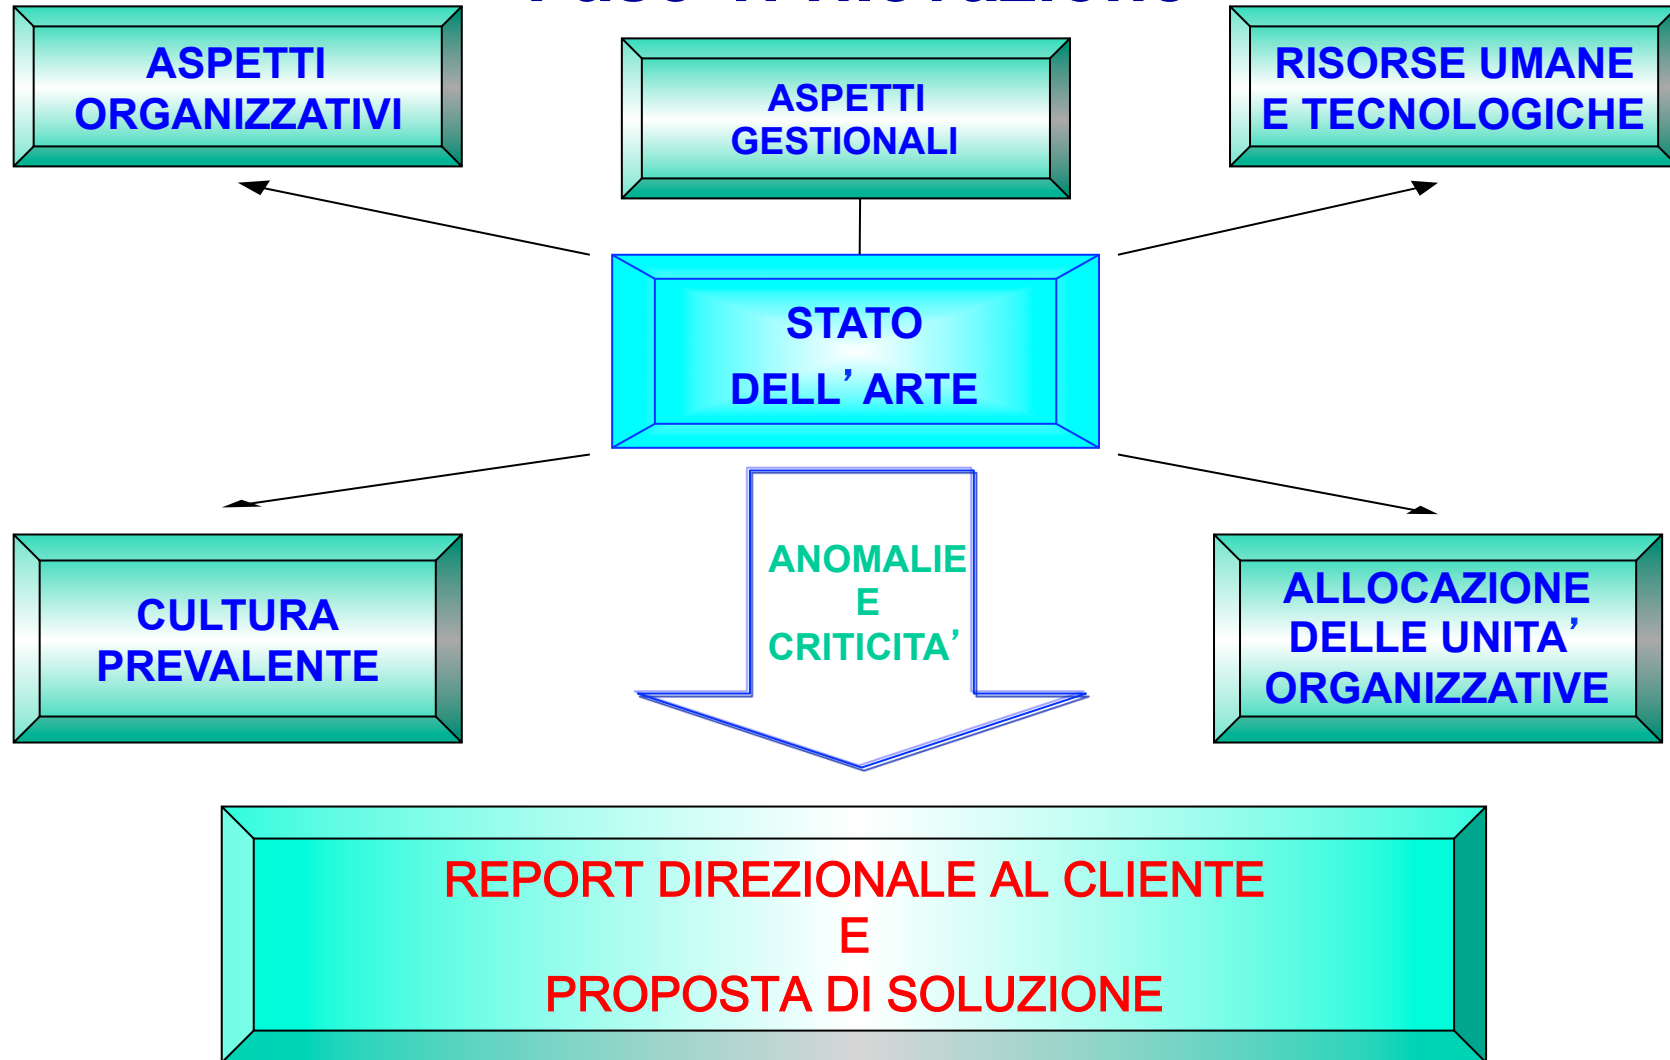 ASPETTI
ORGANIZZATIVI
ASPETTI
GESTIONALI
RISORSE UMANE
E TECNOLOGICHE
STATO
DELL’ ARTE
CULTURA
PREVALENTE
ANOMALIE
E
CRITICITA’
ALLOCAZIONE
DELLE UNITA’
ORGANIZZATIVE
REPORT DIREZIONALE AL CLIENTE
E
PROPOSTA DI SOLUZIONE